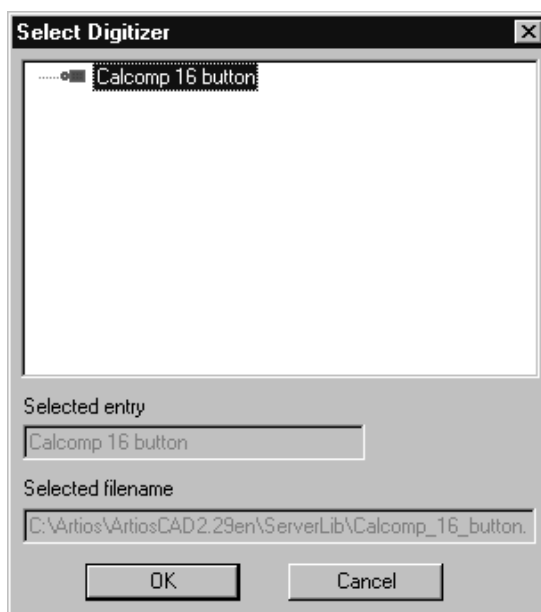 Select Digitizer
Calcomp 16 button
Selected entry
Calcomp 16 button
Selected filename
C:\Artios\ArtiosCAD2.29en\ServerLib\Calcomp_16_button.
OK
Cancel